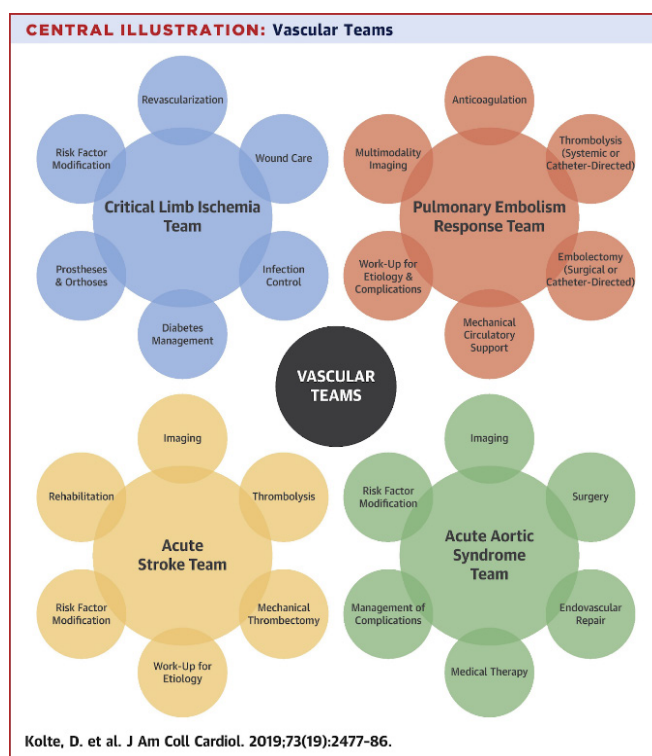 CENTRAL ILLUSTRATION: Vascular Teams
Revascularization
Risk Factor
Modification
Wound Care
Critical Limb Ischemia
Team
Prostheses
& Orthoses
Infection
Control
Diabetes
Management
Anticoagulation
Multimodality
Imaging
Thrombolysis
(Systemic or
Catheter-Directed)
Pulmonary Embolism
Response Team
Work-Up for
Etiology &
Complications
Embolectomy
(Surgical or
Catheter-Directed)
Mechanical
Circulatory
Support
VASCULAR
TEAMS
Imaging
Rehabilitation
Thrombolysis
Acute
Stroke Team
Risk Factor
Modification
Mechanical
Thrombectomy
Work-Up for
Etiology
Imaging
Risk Factor
Modification
Surgery
Acute Aortic
Syndrome
Team
Management of
Complications
Endovascular
Repair
Medical Therapy
Kolte, D. et al. J Am Coll Cardiol. 2019;73(19):2477-86.